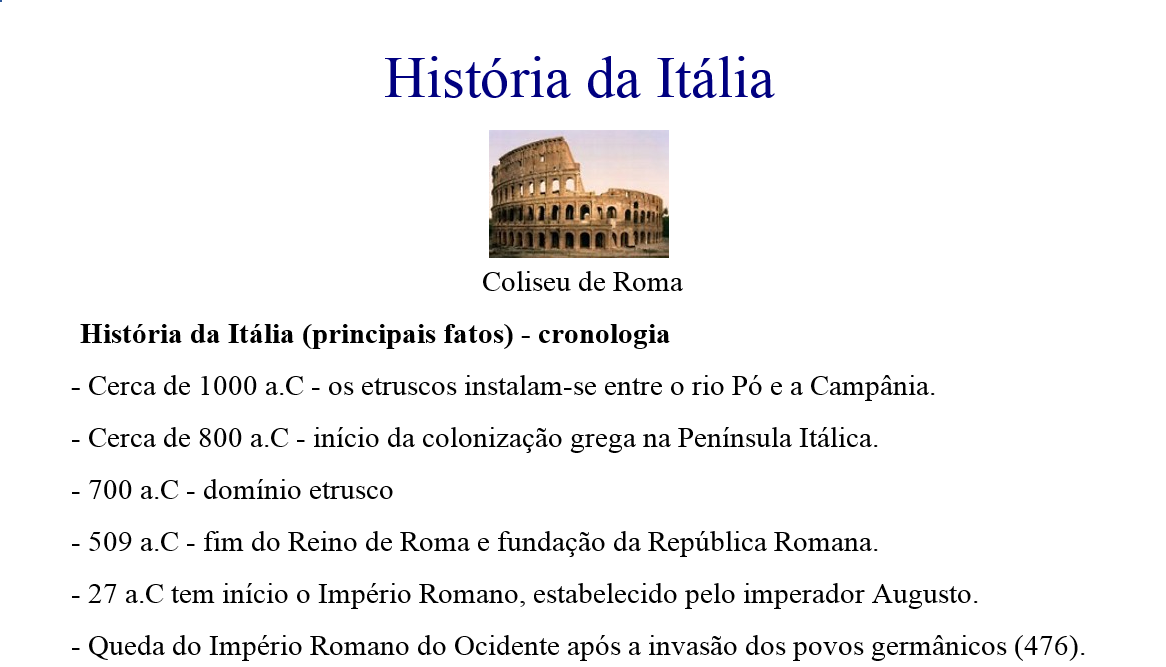 História da Itália
Coliseu de Roma
História da Itália (principais fatos) - cronologia
- Cerca de 1000 a.C - os etruscos instalam-se entre o rio Pó e a Campânia.
- Cerca de 800 a.C - início da colonização grega na Península Itálica.
- 700 a.C - domínio etrusco
- 509 a.C - fim do Reino de Roma e fundação da República Romana.
- 27 a.C tem início o Império Romano, estabelecido pelo imperador Augusto.
- Queda do Império Romano do Ocidente após a invasão dos povos germânicos (476).